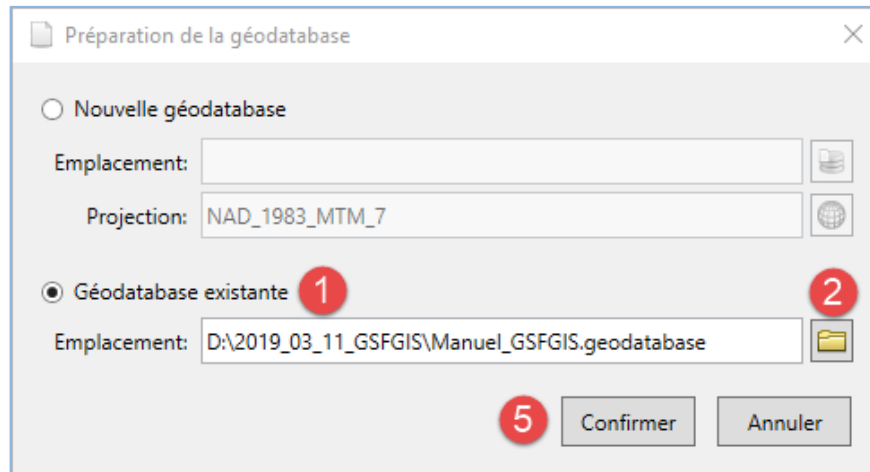 Préparation de la géodatabase
Nouvelle géodatabase
Emplacement:
Projection: NAD_1983_MTM_7
Géodatabase existante 1 2
Emplacement: D:\2019_03_11_GSFGIS\Manuel_GSFGIS.geodatabase
5 Confirmer Annuler